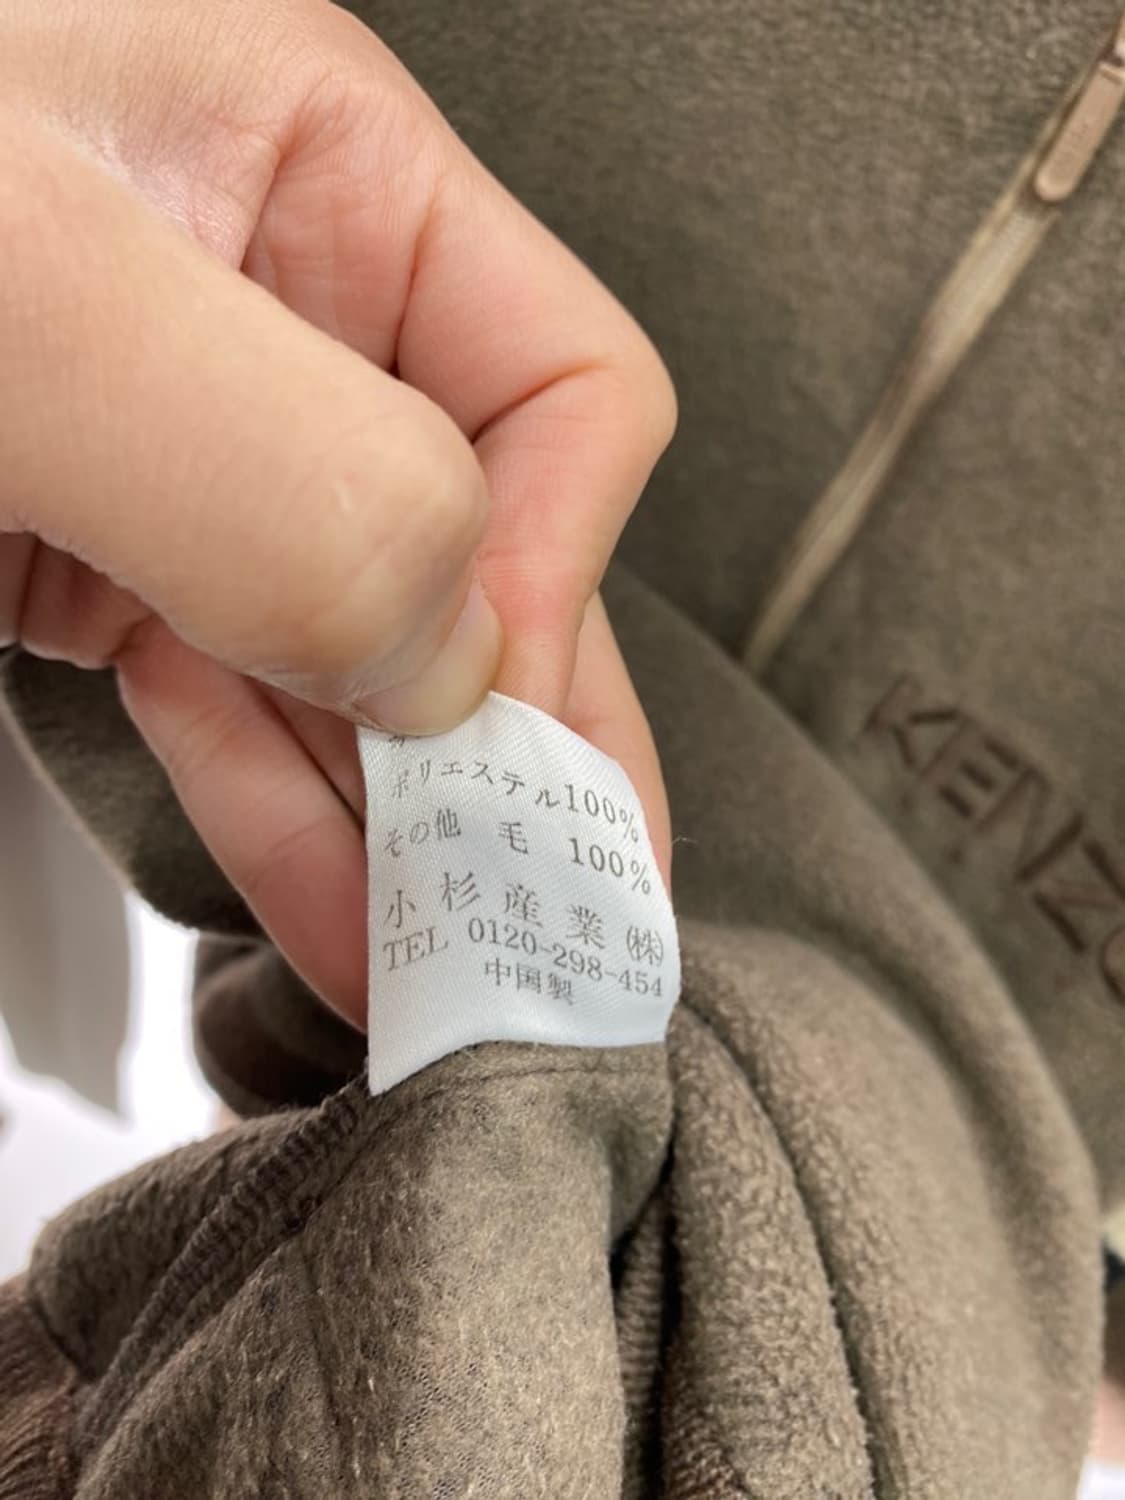 ポリエステル100%
その他 毛 100%
小杉産業㈱
TEL 0120-298-454
中国製
KENZO